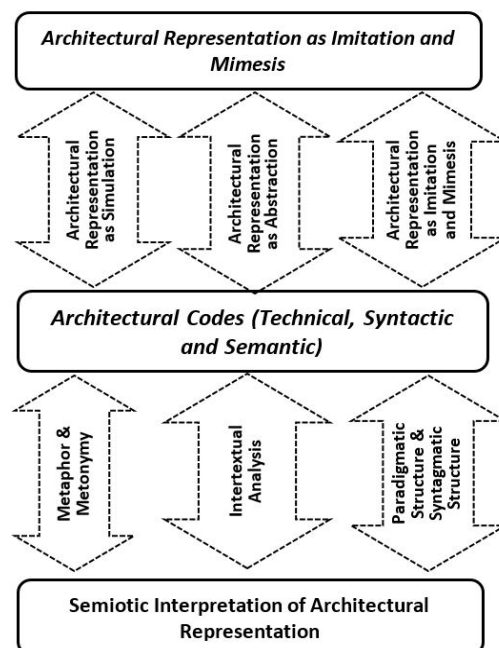 Architectural Representation as Imitation and
Mimesis
Architectural
Representation
as Simulation
Architectural
Representation
as Abstraction
Architectural
Representation
as Imitation
and Mimesis
Architectural Codes (Technical, Syntactic
and Semantic)
Metaphor &
Metonymy
Intertextual
Analysis
Paradigmatic
Structure &
Syntagmatic
Structure
Semiotic Interpretation of Architectural
Representation